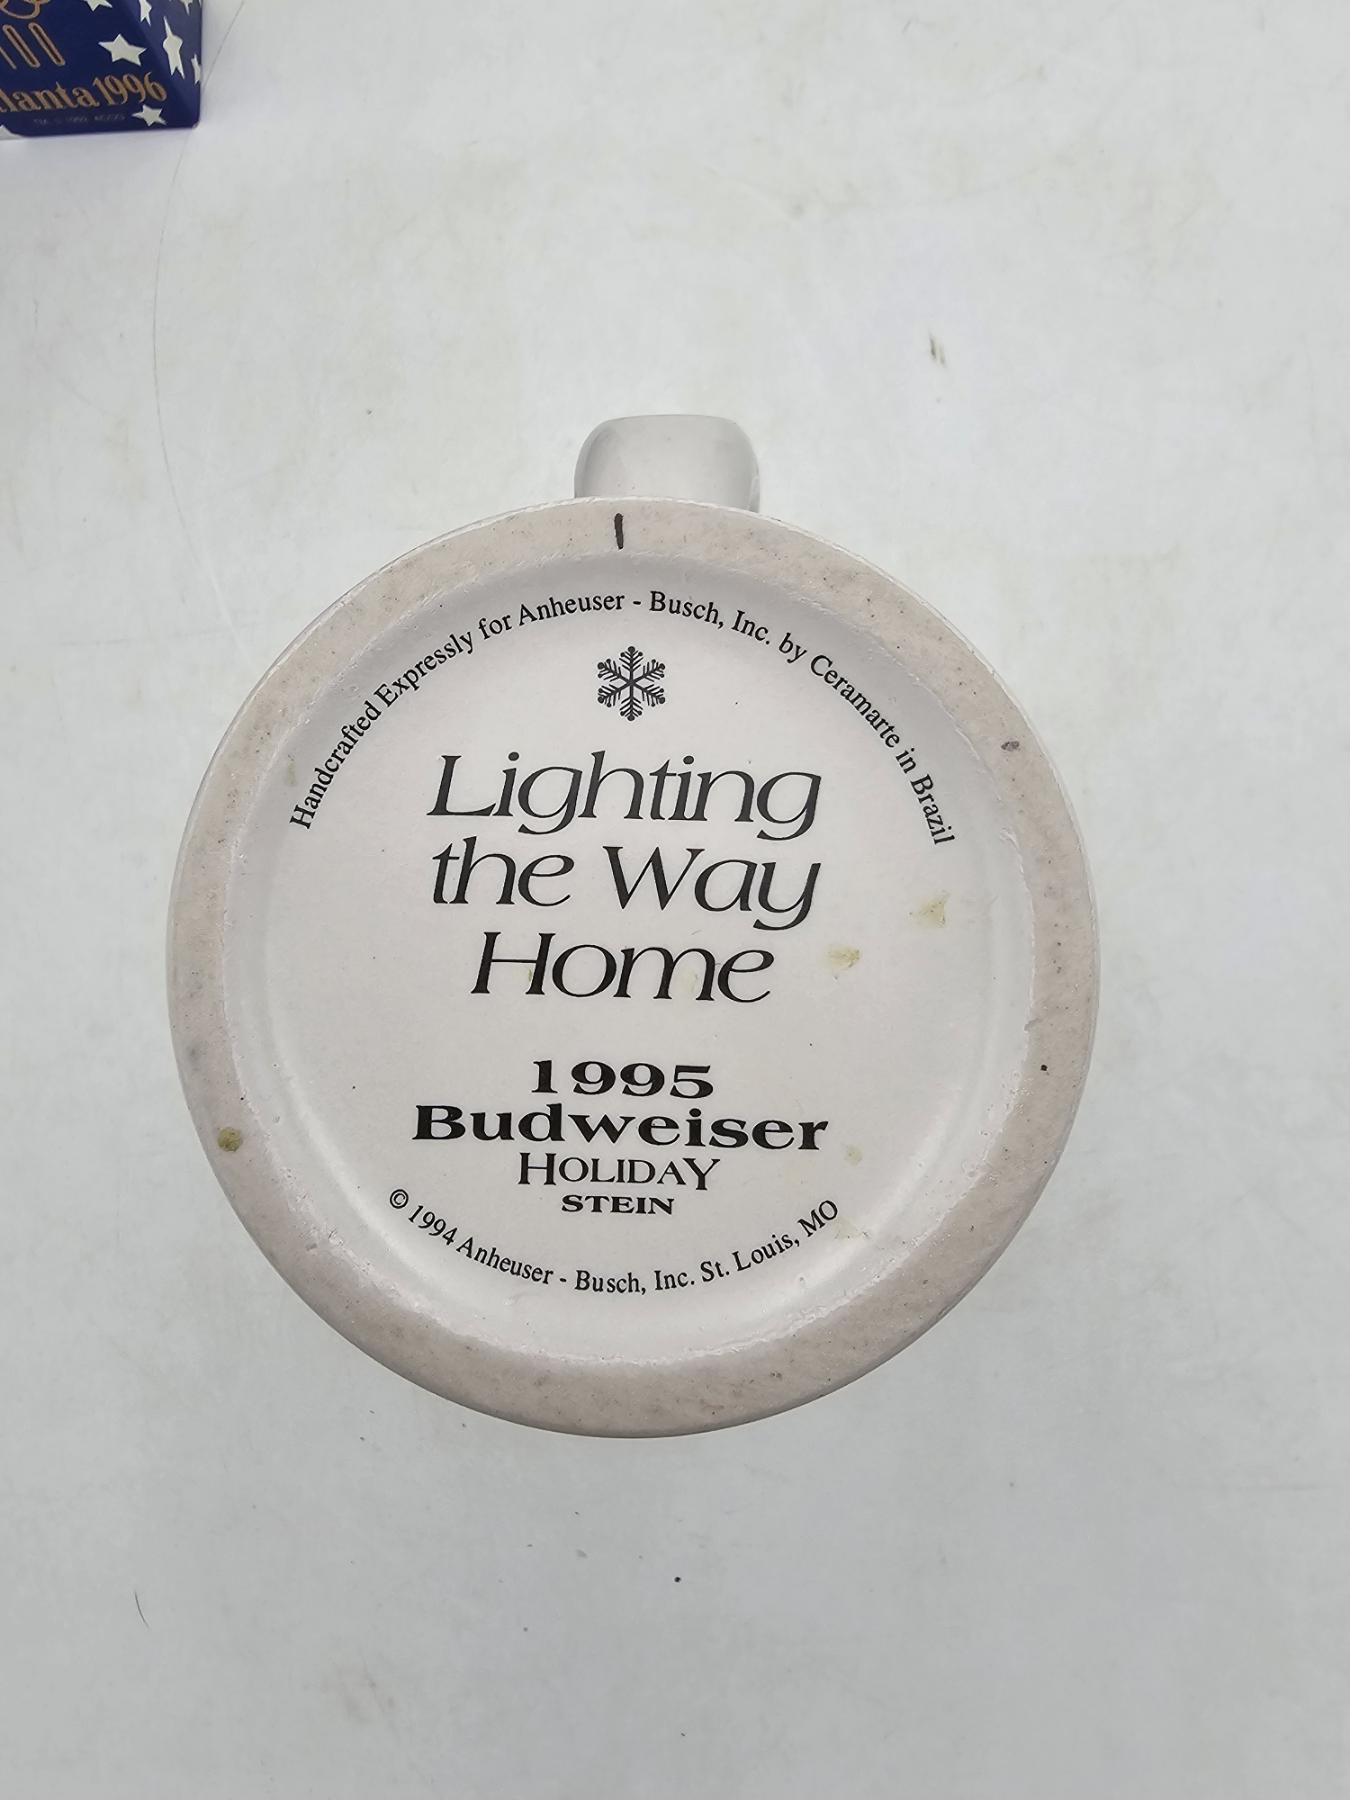 lanta 1996
Handcrafted Expressly for Anheuser - Busch, Inc. by Ceramarte in Brazil
Lighting
the Way
Home
1995
Budweiser
HOLIDAY
STEIN
© 1994 Anheuser - Busch, Inc. St. Louis, MO